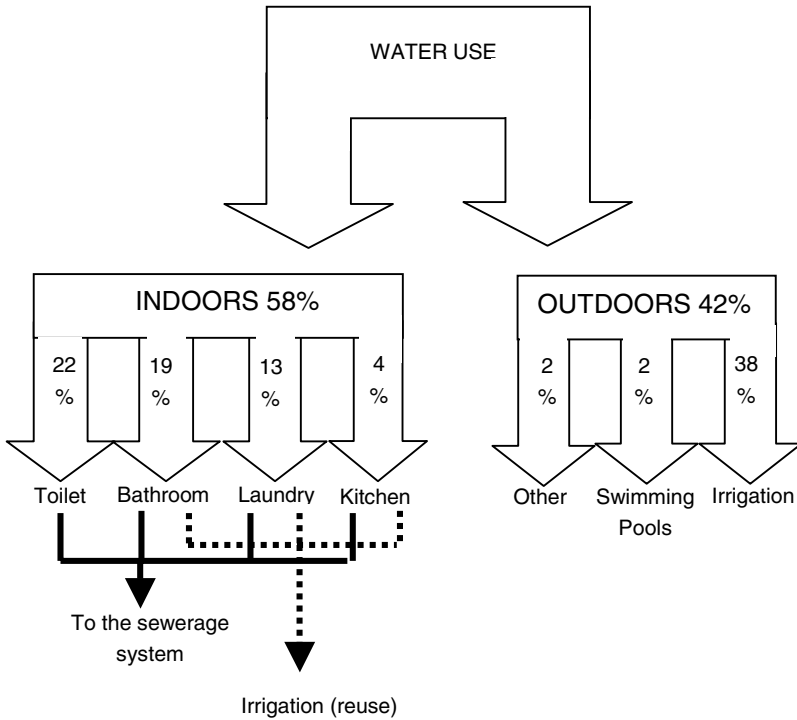 WATER USE
INDOORS 58%
22
%
19
%
13
%
4
%
Toilet
Bathroom
Laundry
Kitchen
To the sewerage
system
Irrigation (reuse)
OUTDOORS 42%
2
%
2
%
38
%
Other
Swimming
Pools
Irrigation